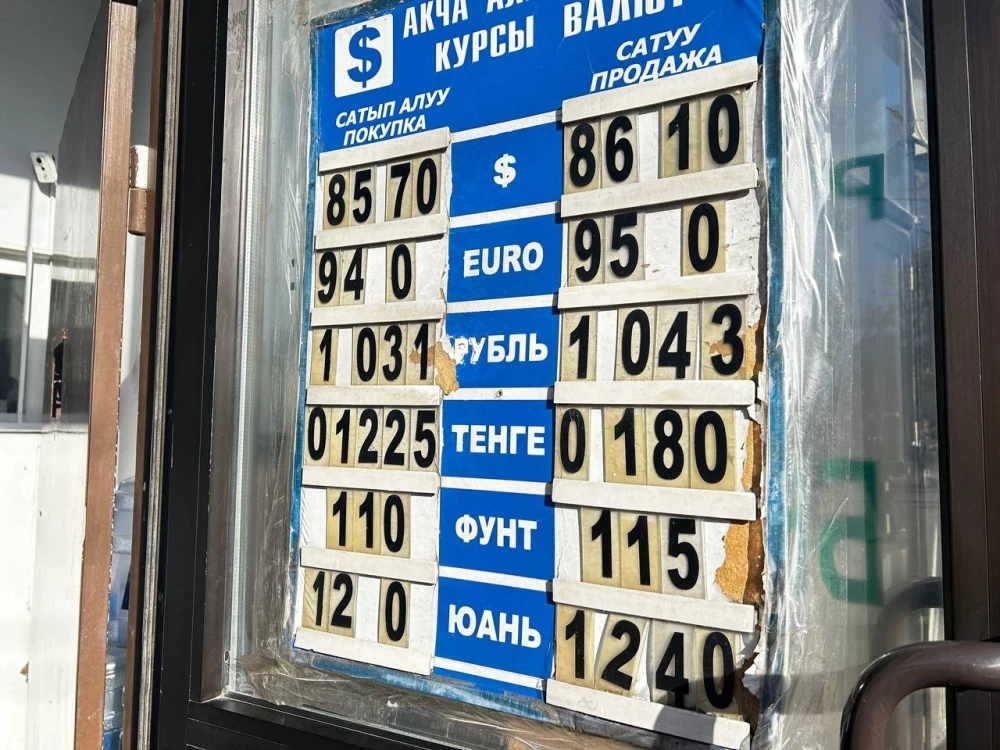 $ АКЧА
КУРСЫ ВАЛЮТ
САТЫП АЛУУ
ПОКУПКА
САТУУ
ПРОДАЖА
85 70 $ 86 10
94 0 EURO 95 0
1 031 РУБЛЬ 1 043
0 1225 ТЕНГЕ 0 180
110 ФУНТ 115
12 0 ЮАНЬ 12 40